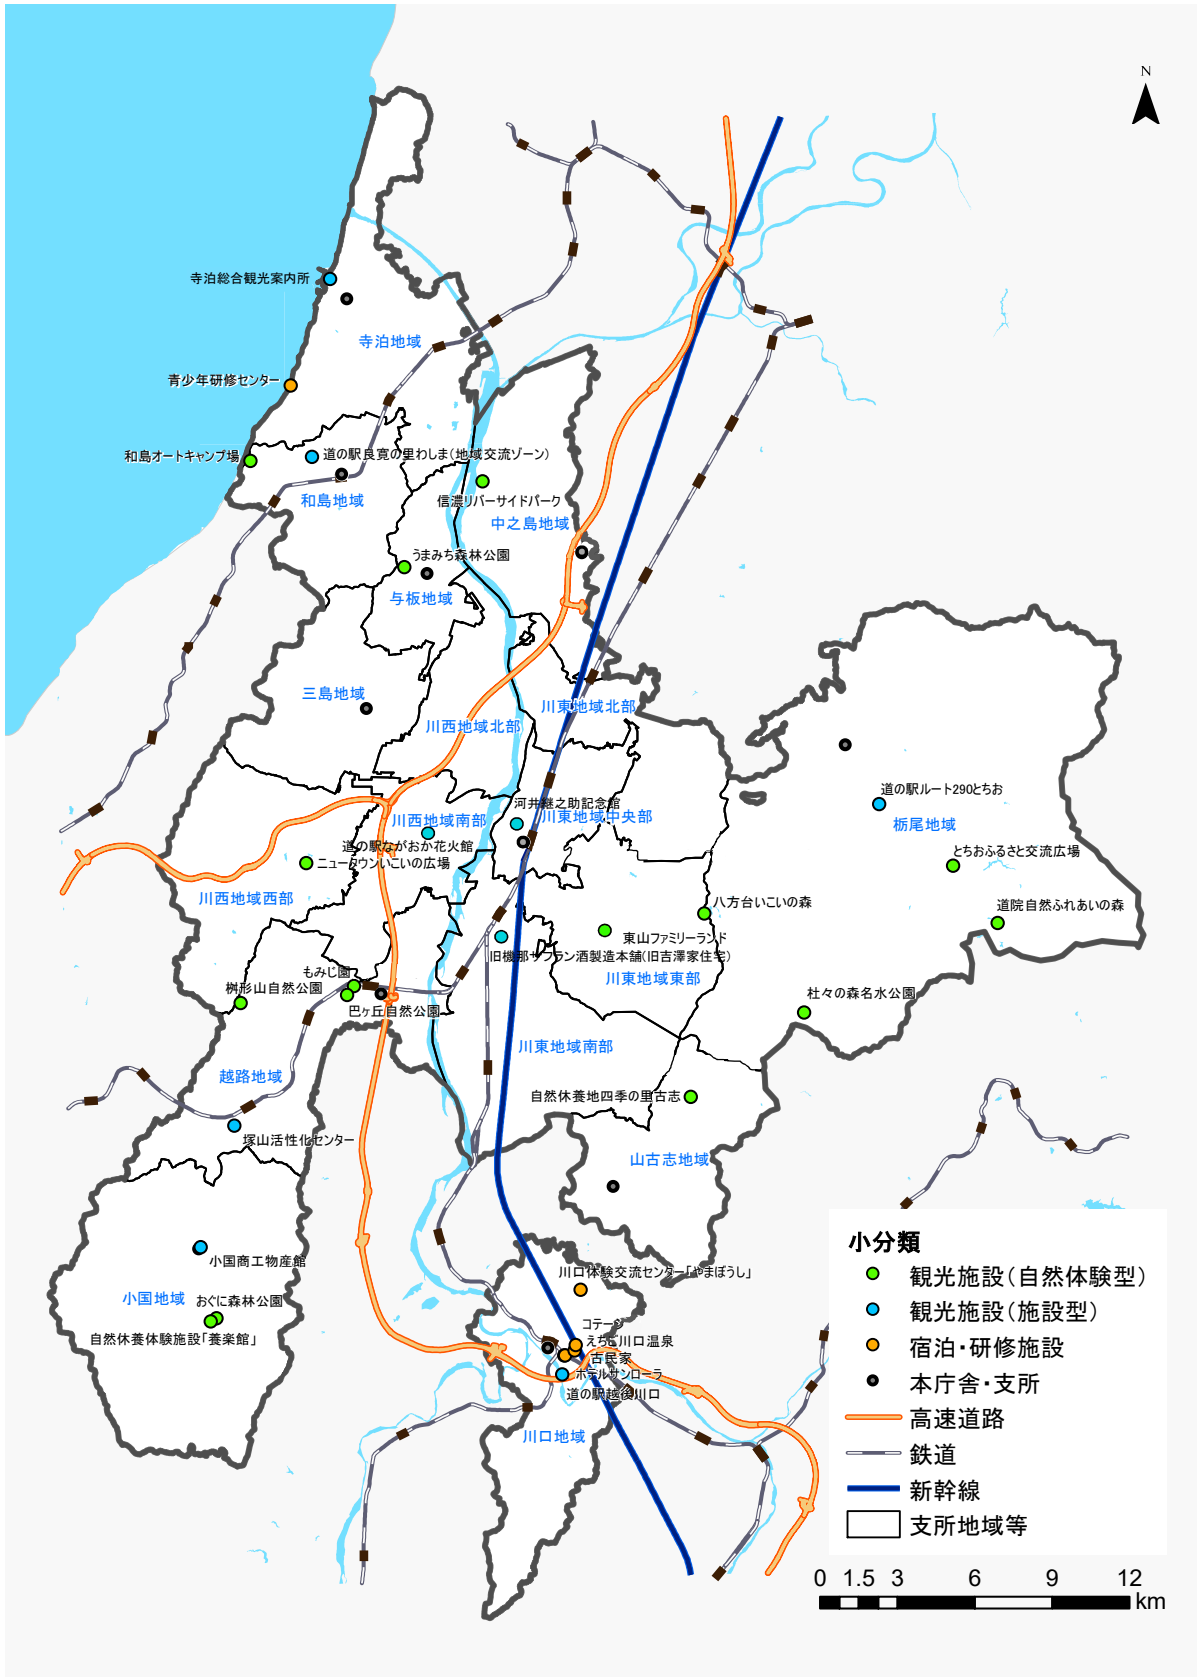 N
寺泊総合観光案内所
寺泊地域
青少年研修センター
和島オートキャンプ場
道の駅良寛の里わしま(地域交流ゾーン)
和島地域
信濃リバーサイドパーク
中之島地域
うまみち森林公園
与板地域
三島地域
川西地域北部
川東地域北部
道の駅ルート290とちお
栃尾地域
河井継之助記念館
川東地域中央部
川西地域南部
道の駅ながおか花火館
ニュータウンいこいの広場
とちおふるさと交流広場
川西地域西部
八方台いこいの森
道院自然ふれあいの森
東山ファミリーランド
旧機那サフラン酒製造本舗(旧吉澤家住宅)
川東地域東部
もみじ園
桝形山自然公園
巴ヶ丘自然公園
杜々の森名水公園
川東地域南部
越路地域
自然休養地四季の里古志
塚山活性化センター
山古志地域
小国商工物産館
川口体験交流センター「やまぼうし」
小国地域
おぐに森林公園
自然休養体験施設「養楽館」
コテージ
えちご川口温泉
古民家
ホテルサンローラ
道の駅越後川口
川口地域
小分類
観光施設(自然体験型)
観光施設(施設型)
宿泊・研修施設
本庁舎・支所
高速道路
鉄道
新幹線
支所地域等
0 1.5 3 6 9 12
km